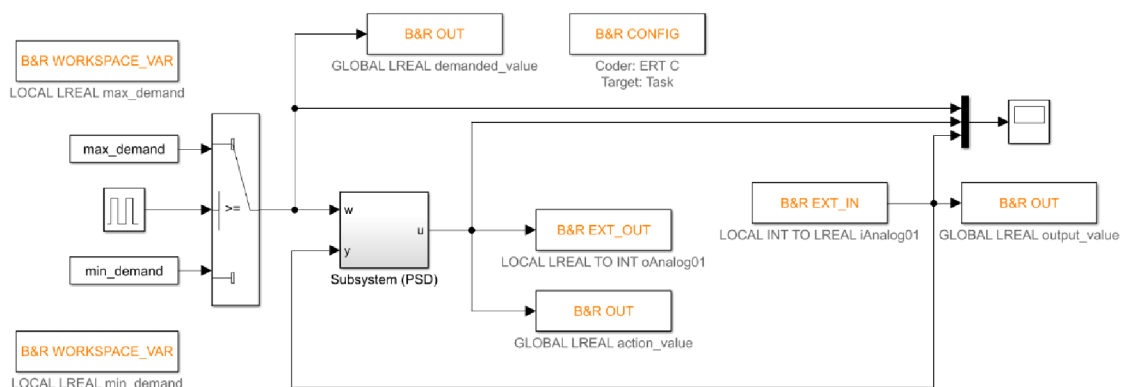 B&R OUT
GLOBAL LREAL demanded_value
B&R CONFIG
Coder: ERT C
Target: Task
B&R WORKSPACE_VAR
LOCAL LREAL max_demand
max_demand
>=
min_demand
w
y
u
Subsystem (PSD)
B&R EXT_OUT
LOCAL LREAL TO INT oAnalog01
B&R OUT
GLOBAL LREAL action_value
B&R EXT_IN
LOCAL INT TO LREAL iAnalog01
B&R OUT
GLOBAL LREAL output_value
B&R WORKSPACE_VAR
LOCAL LREAL min_demand